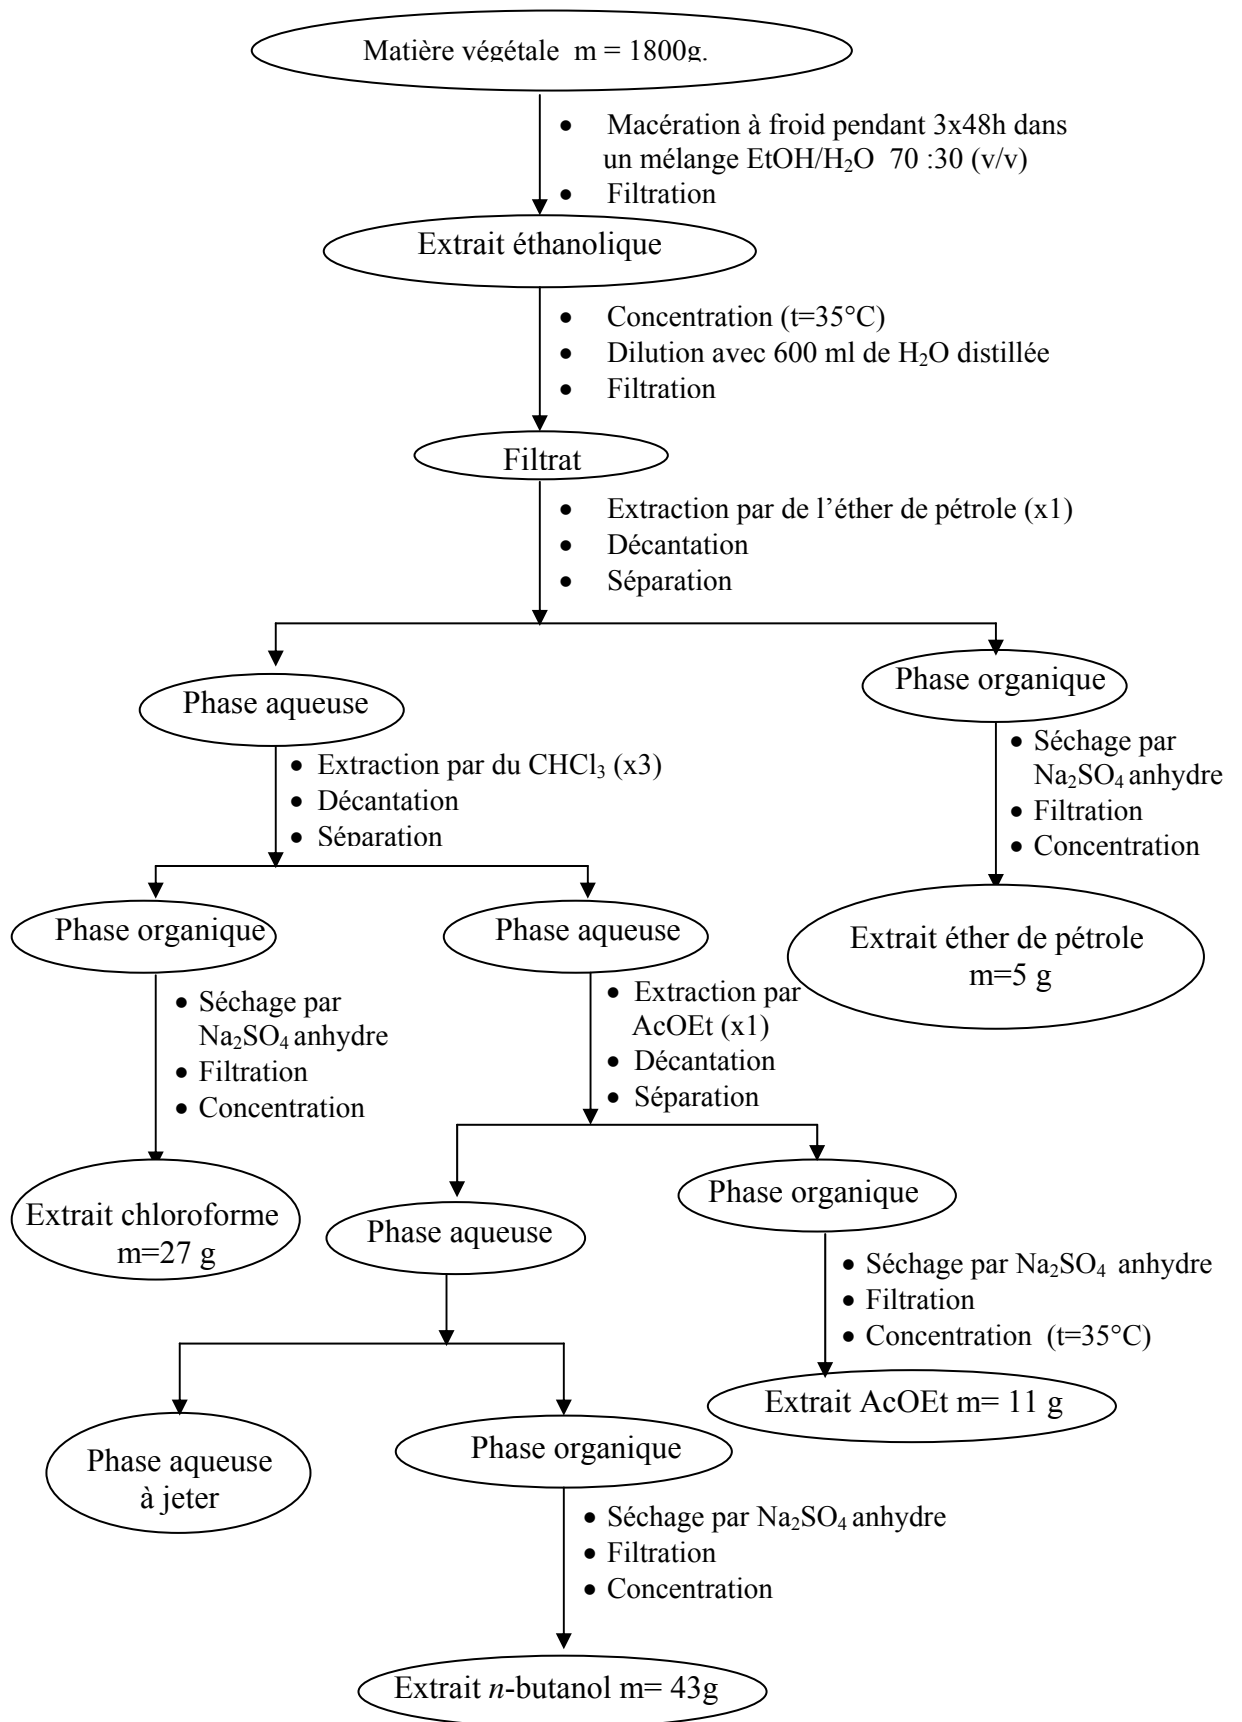 Matière végétale m = 1800g.
• Macération à froid pendant 3x48h dans
un mélange EtOH/H₂O 70 :30 (v/v)
• Filtration
Extrait éthanolique
• Concentration (t=35°C)
• Dilution avec 600 ml de H₂O distillée
• Filtration
Filtrat
• Extraction par de l’éther de pétrole (x1)
• Décantation
• Séparation
Phase aqueuse
Phase organique
• Extraction par du CHCl₃ (x3)
• Décantation
• Séparation
• Séchage par
Na₂SO₄ anhydre
• Filtration
• Concentration
Phase organique
Phase aqueuse
Extrait éther de pétrole
m=5 g
• Séchage par
Na₂SO₄ anhydre
• Filtration
• Concentration
• Extraction par
AcOEt (x1)
• Décantation
• Séparation
Extrait chloroforme
m=27 g
Phase aqueuse
Phase organique
• Séchage par Na₂SO₄ anhydre
• Filtration
• Concentration (t=35°C)
Extrait AcOEt m= 11 g
Phase aqueuse
à jeter
Phase organique
• Séchage par Na₂SO₄ anhydre
• Filtration
• Concentration
Extrait n-butanol m= 43g